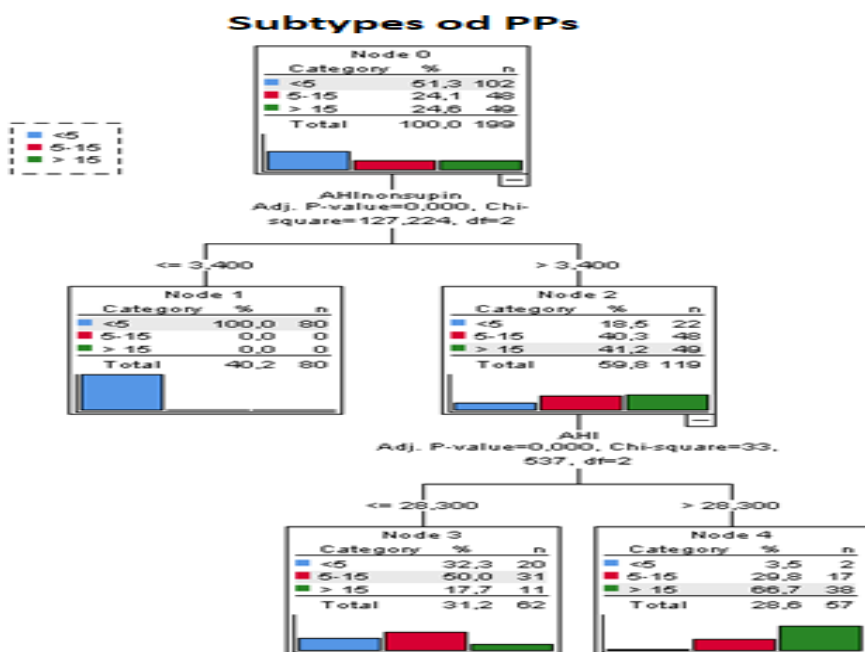 Subtypes od PPs
Node 0
Category % n
<5 51,3 102
5-15 24,1 48
> 15 24,6 49
Total 100,0 199
<5
5-15
> 15
AHInonsupin
Adj. P-value=0,000, Chi-
square=127,224, df=2
<= 3,400 > 3,400
Node 1
Category % n
<5 100,0 80
5-15 0,0 0
> 15 0,0 0
Total 40,2 80
Node 2
Category % n
<5 18,5 22
5-15 40,3 48
> 15 41,2 49
Total 59,8 119
AHI
Adj. P-value=0,000, Chi-square=33,
537, df=2
<= 28,300 > 28,300
Node 3
Category % n
<5 32,3 20
5-15 50,0 31
> 15 17,7 11
Total 31,2 62
Node 4
Category % n
<5 3,5 2
5-15 29,8 17
> 15 66,7 38
Total 28,6 57